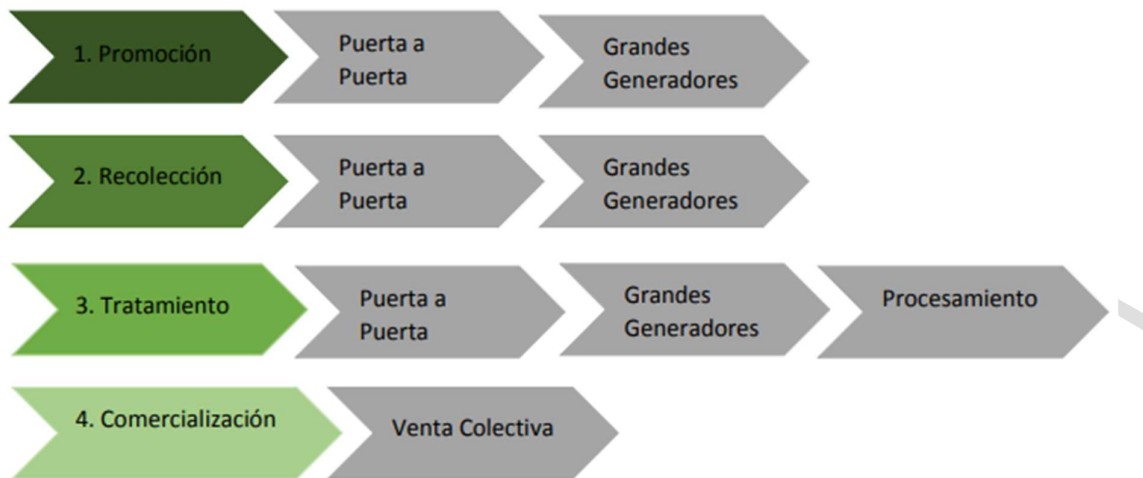 1. Promoción
Puerta a
Puerta
Grandes
Generadores
2. Recolección
Puerta a
Puerta
Grandes
Generadores
3. Tratamiento
Puerta a
Puerta
Grandes
Generadores
Procesamiento
4. Comercialización
Venta Colectiva